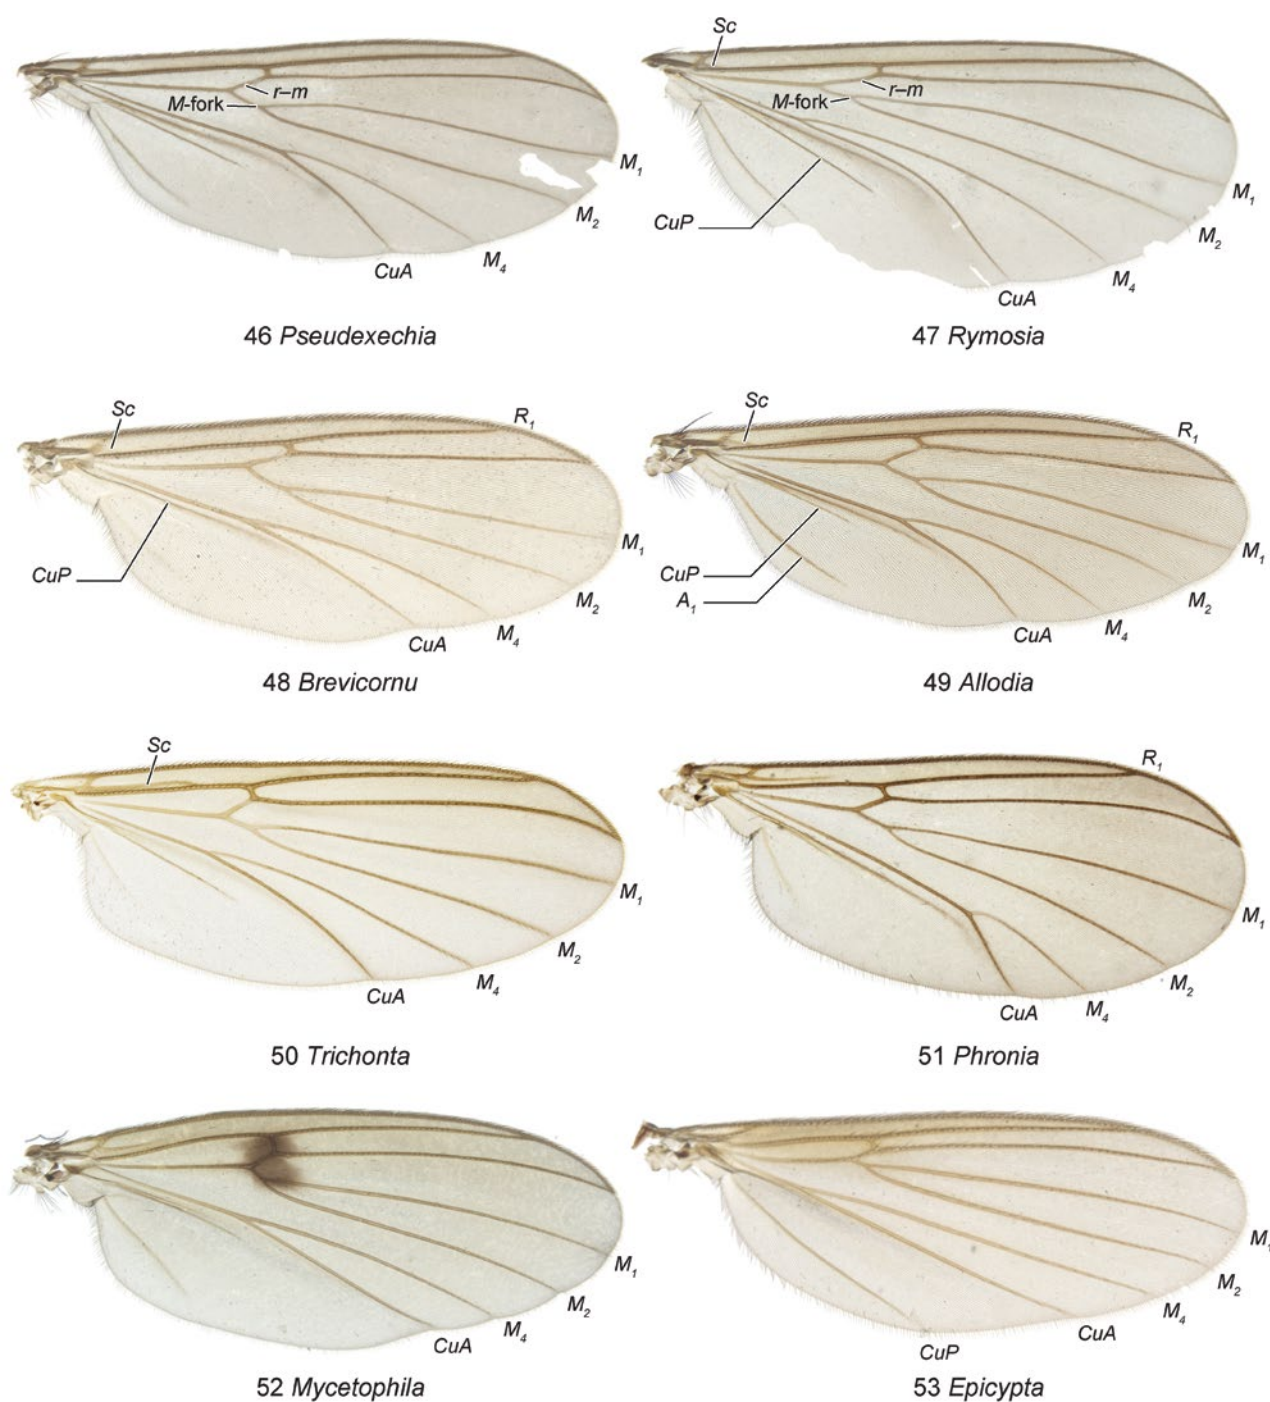 Sc
r–m
M-fork
M1
M2
M4
CuA
46 Pseudexechia
Sc
r–m
M-fork
CuP
M1
M2
M4
CuA
47 Rymosia
Sc
R1
CuP
M1
M2
M4
CuA
48 Brevicornu
Sc
R1
CuP
A1
M1
M2
M4
CuA
49 Allodia
Sc
M1
M2
M4
CuA
50 Trichonta
R1
M1
M2
M4
CuA
51 Phronia
M1
M2
M4
CuA
52 Mycetophila
M1
M2
M4
CuA
CuP
53 Epicypta